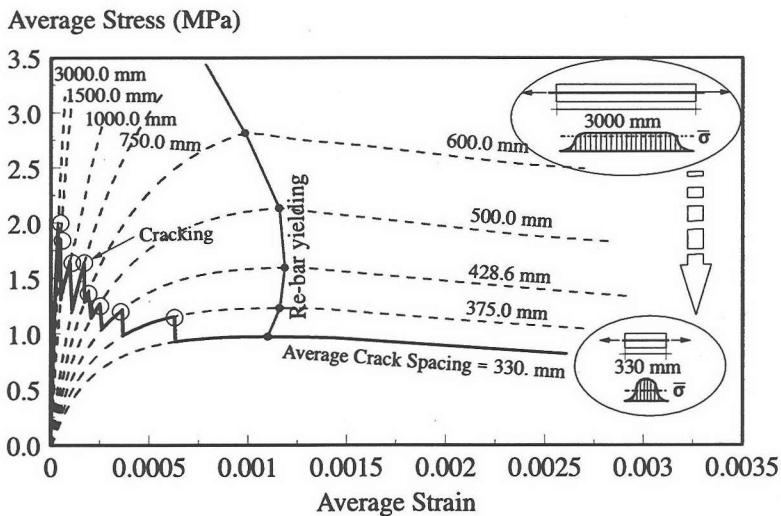 Average Stress (MPa)
3.5
3.0
2.5
2.0
1.5
1.0
0.5
0.0
3000.0 mm
1500.0 mm
1000.0 mm
750.0 mm
600.0 mm
500.0 mm
428.6 mm
375.0 mm
Cracking
Re-bar yielding
Average Crack Spacing = 330. mm
3000 mm
σ̅
330 mm
σ̅
0 0.0005 0.001 0.0015 0.002 0.0025 0.003 0.0035
Average Strain